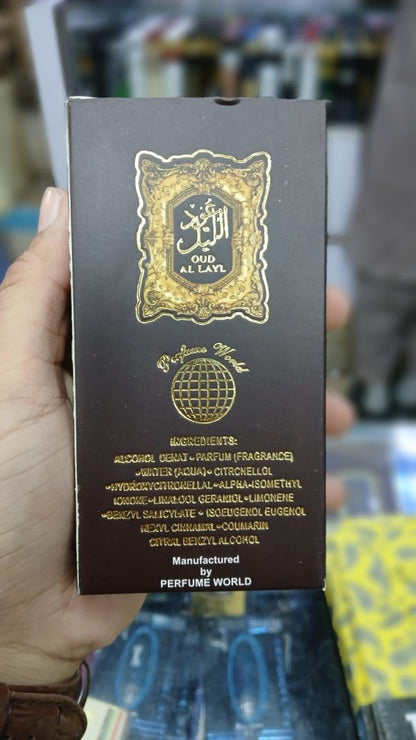 عود
الليل
OUD
AL LAYL
Perfume World
INGREDIENTS:
ALCOHOL DENAT • PARFUM (FRAGRANCE)
•WATER (AQUA)• CITRONELLOL
•HYDROXYCITRONELLAL•ALPHA-ISOMETHYL
IONONE•LINALOOL GERANIOL•LIMONENE
•BENZYL SALICYLATE • ISOEUGENOL EUGENOL
HEXYL CINNAMAL•COUMARIN
CITRAL BENZYL ALCOHOL
Manufactured
by
PERFUME WORLD